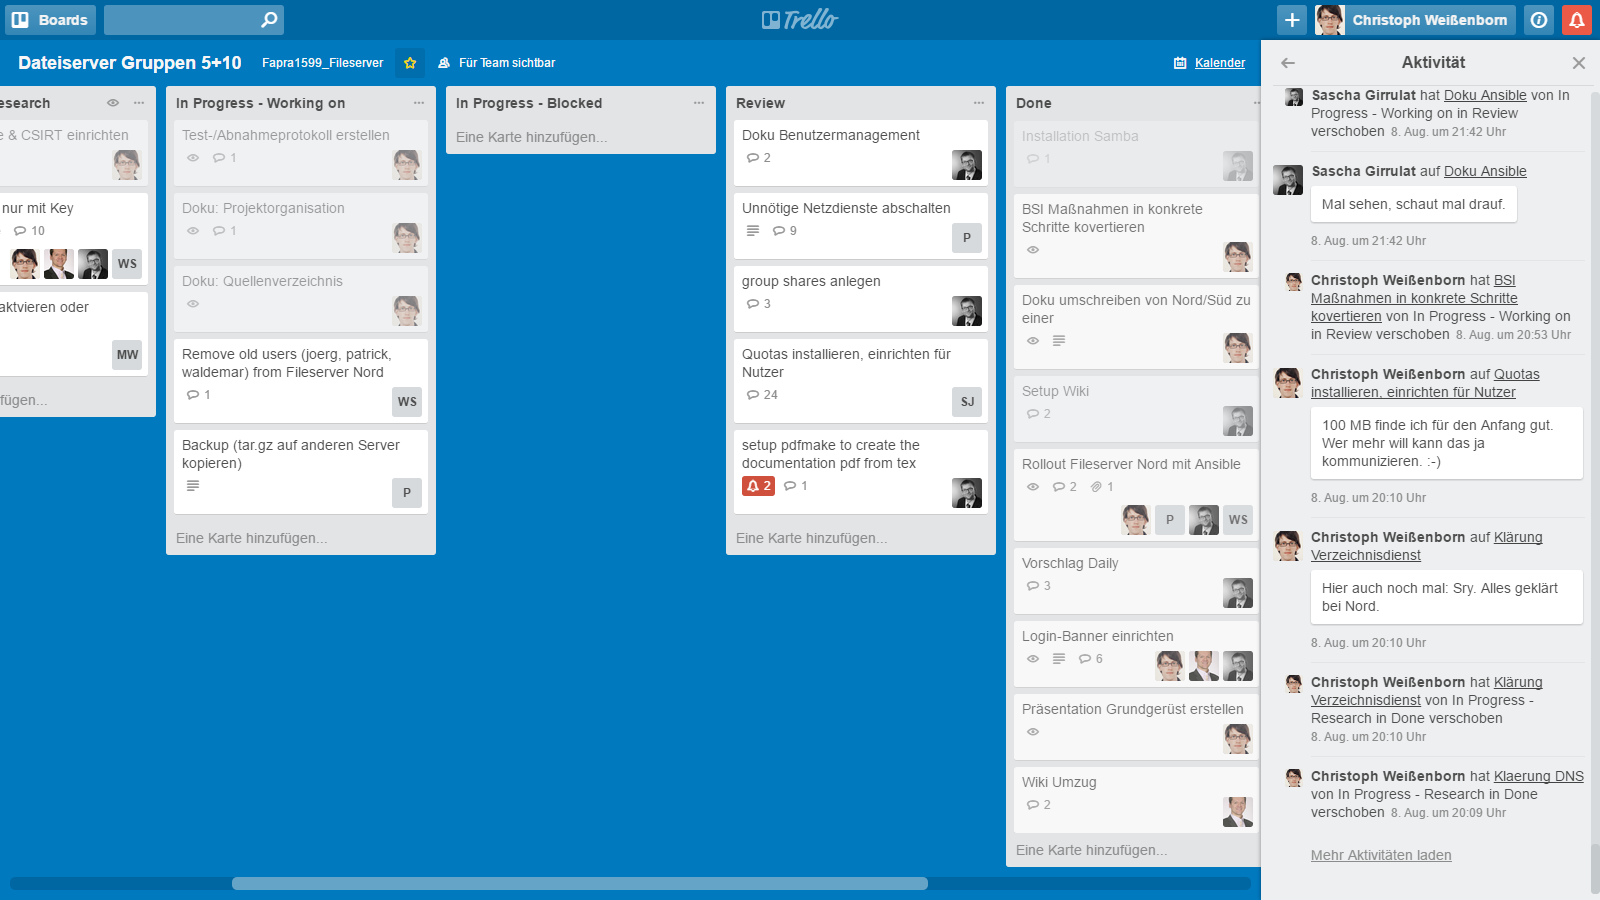 Boards
Trello
Christoph Weißenborn
Dateiserver Gruppen 5+10
Fapra1599_Fileserver
Für Team sichtbar
Kalender
esearch
e & CSIRT einrichten
nur mit Key
10
WS
aktvieren oder
MW
fügen...
In Progress - Working on
Test-/Abnahmeprotokoll erstellen
1
Doku: Projektorganisation
1
Doku: Quellenverzeichnis
Remove old users (joerg, patrick,
waldemar) from Fileserver Nord
1
WS
Backup (tar.gz auf anderen Server
kopieren)
P
Eine Karte hinzufügen...
In Progress - Blocked
Eine Karte hinzufügen...
Review
Doku Benutzermanagement
2
Unnötige Netzdienste abschalten
9
P
group shares anlegen
3
Quotas installieren, einrichten für
Nutzer
24
SJ
setup pdfmake to create the
documentation pdf from tex
2 1
Eine Karte hinzufügen...
Done
Installation Samba
1
BSI Maßnahmen in konkrete
Schritte kovertieren
Doku umschreiben von Nord/Süd zu
einer
Setup Wiki
2
Rollout Fileserver Nord mit Ansible
2 1
P WS
Vorschlag Daily
3
Login-Banner einrichten
6
Präsentation Grundgerüst erstellen
Wiki Umzug
2
Eine Karte hinzufügen...
Aktivität
Sascha Girrulat hat Doku Ansible von In
Progress - Working on in Review
verschoben 8. Aug. um 21:42 Uhr
Sascha Girrulat auf Doku Ansible
Mal sehen, schaut mal drauf.
8. Aug. um 21:42 Uhr
Christoph Weißenborn hat BSI
Maßnahmen in konkrete Schritte
kovertieren von In Progress - Working on
in Review verschoben 8. Aug. um 20:53 Uhr
Christoph Weißenborn auf Quotas
installieren, einrichten für Nutzer
100 MB finde ich für den Anfang gut.
Wer mehr will kann das ja
kommunizieren. :-)
8. Aug. um 20:10 Uhr
Christoph Weißenborn auf Klärung
Verzeichnisdienst
Hier auch noch mal: Sry. Alles geklärt
bei Nord.
8. Aug. um 20:10 Uhr
Christoph Weißenborn hat Klärung
Verzeichnisdienst von In Progress -
Research in Done verschoben
8. Aug. um 20:10 Uhr
Christoph Weißenborn hat Klaerung DNS
von In Progress - Research in Done
verschoben 8. Aug. um 20:09 Uhr
Mehr Aktivitäten laden